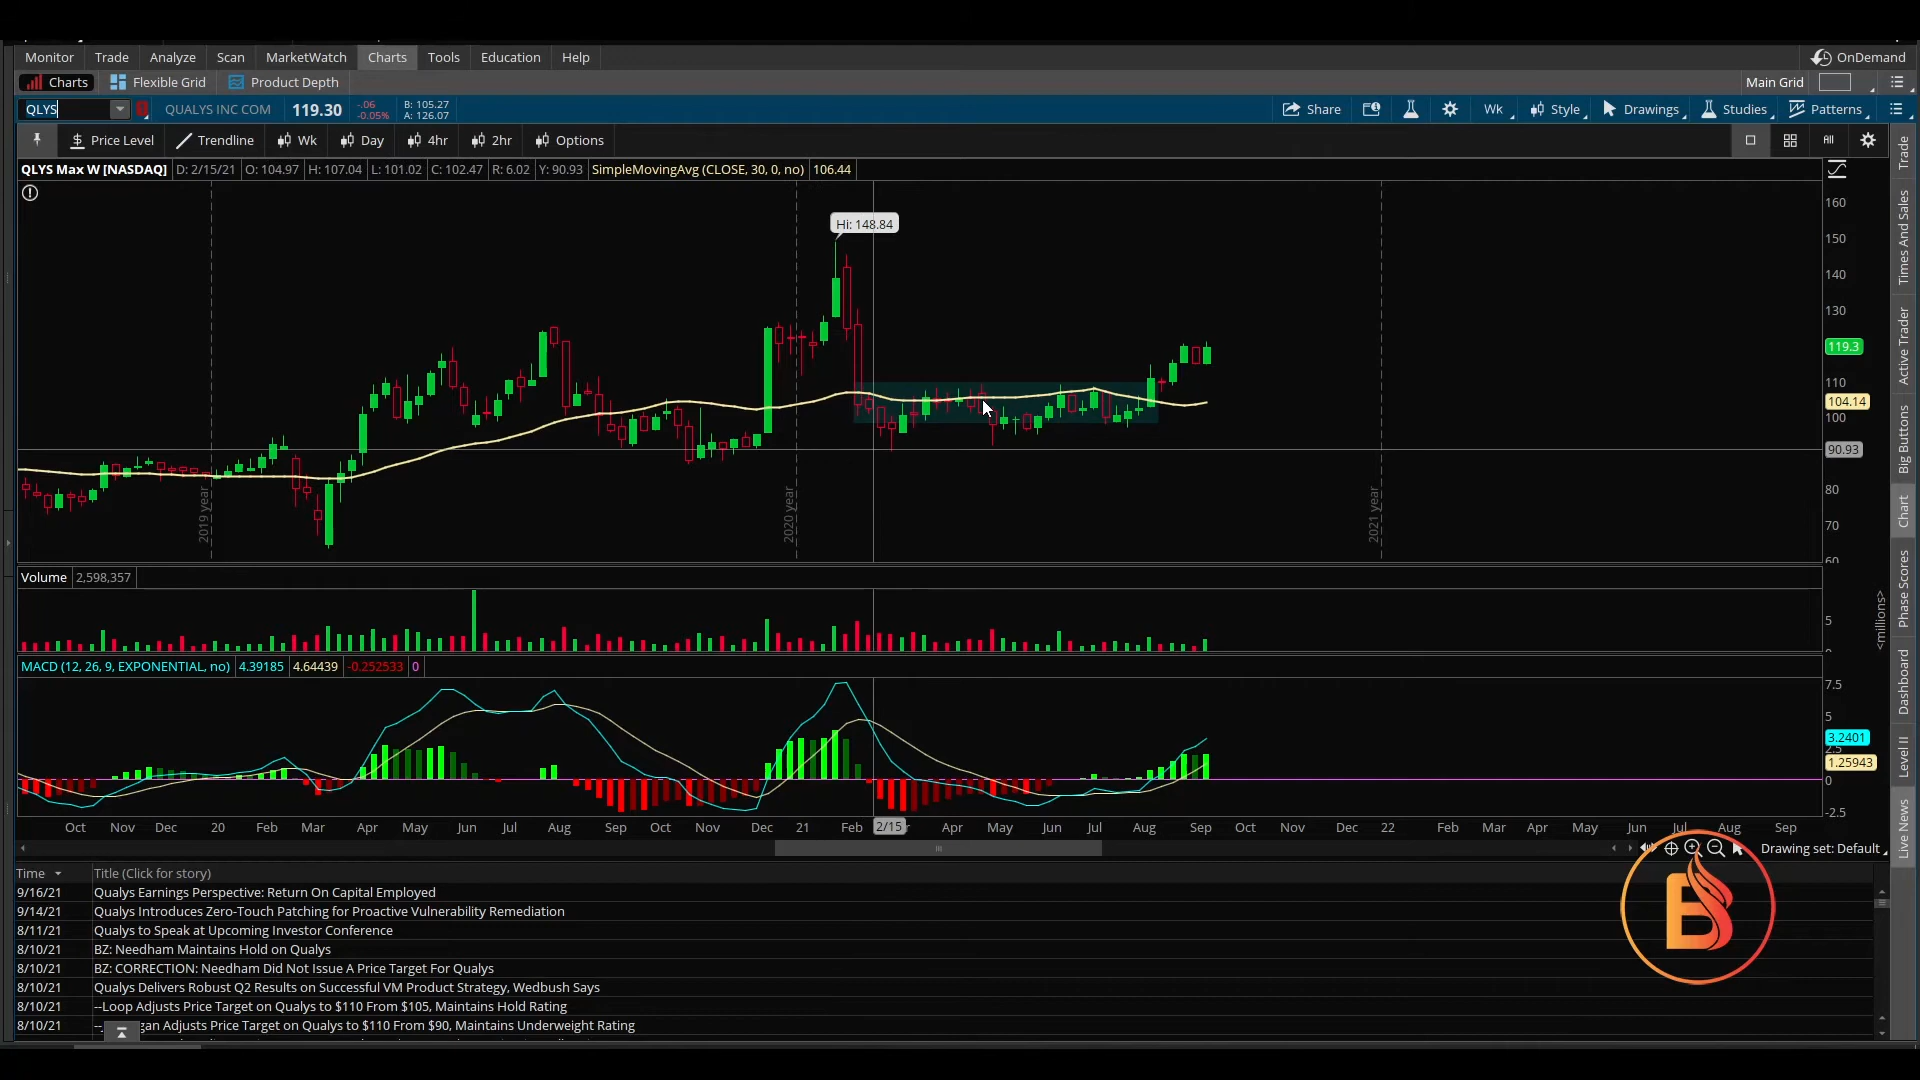 Monitor Trade Analyze Scan MarketWatch Charts Tools Education Help OnDemand
Charts Flexible Grid Product Depth Main Grid
QLYS QUALYS INC COM 119.30 -.06 -0.05% B: 105.27 A: 126.07 Share Wk Style Drawings Studies Patterns
Price Level Trendline Wk Day 4hr 2hr Options All
QLYS Max W [NASDAQ] D: 2/15/21 O: 104.97 H: 107.04 L: 101.02 C: 102.47 R: 6.02 Y: 90.93 SimpleMovingAvg (CLOSE, 30, 0, no) 106.44
160
Hi: 148.84
150
140
130
119.3
110
104.14
100
90.93
80
70
60
2019 year
2020 year
2021 year
Volume 2,598,357
5
<millions>
MACD (12, 26, 9, EXPONENTIAL, no) 4.39185 4.64439 -0.252533 0
7.5
5
3.2401
2.5
1.25943
0
-2.5
Oct Nov Dec 20 Feb Mar Apr May Jun Jul Aug Sep Oct Nov Dec 21 Feb 2/15 Apr May Jun Jul Aug Sep Oct Nov Dec 22 Feb Mar Apr May Jun Jul Aug Sep
Drawing set: Default
Time Title (Click for story)
9/16/21 Qualys Earnings Perspective: Return On Capital Employed
9/14/21 Qualys Introduces Zero-Touch Patching for Proactive Vulnerability Remediation
8/11/21 Qualys to Speak at Upcoming Investor Conference
8/10/21 BZ: Needham Maintains Hold on Qualys
8/10/21 BZ: CORRECTION: Needham Did Not Issue A Price Target For Qualys
8/10/21 Qualys Delivers Robust Q2 Results on Successful VM Product Strategy, Wedbush Says
8/10/21 --Loop Adjusts Price Target on Qualys to $110 From $105, Maintains Hold Rating
8/10/21 --gan Adjusts Price Target on Qualys to $110 From $90, Maintains Underweight Rating
Trade
Times And Sales
Active Trader
Big Buttons
Chart
Phase Scores
Dashboard
Level II
Live News
B